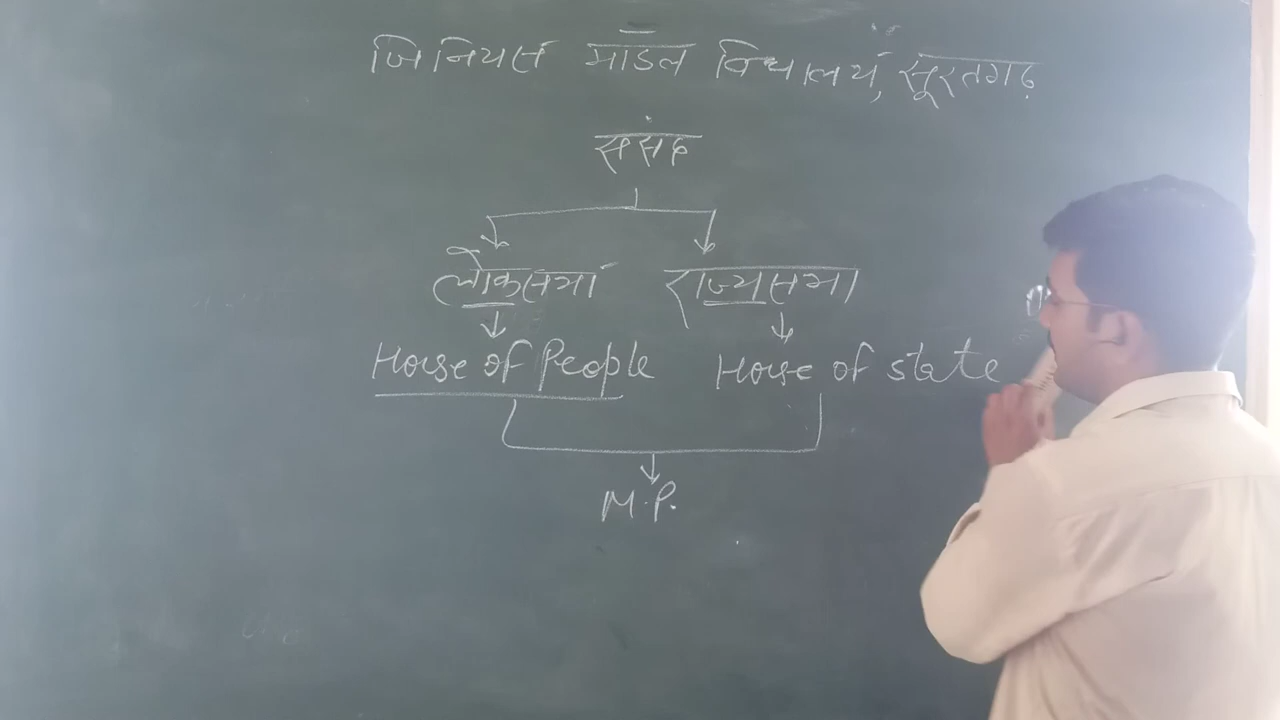 जिनियस मॉडल विद्यालय, सूरतगढ़
संसद
लोकसभा राज्यसभा
House of People House of state
M.P.